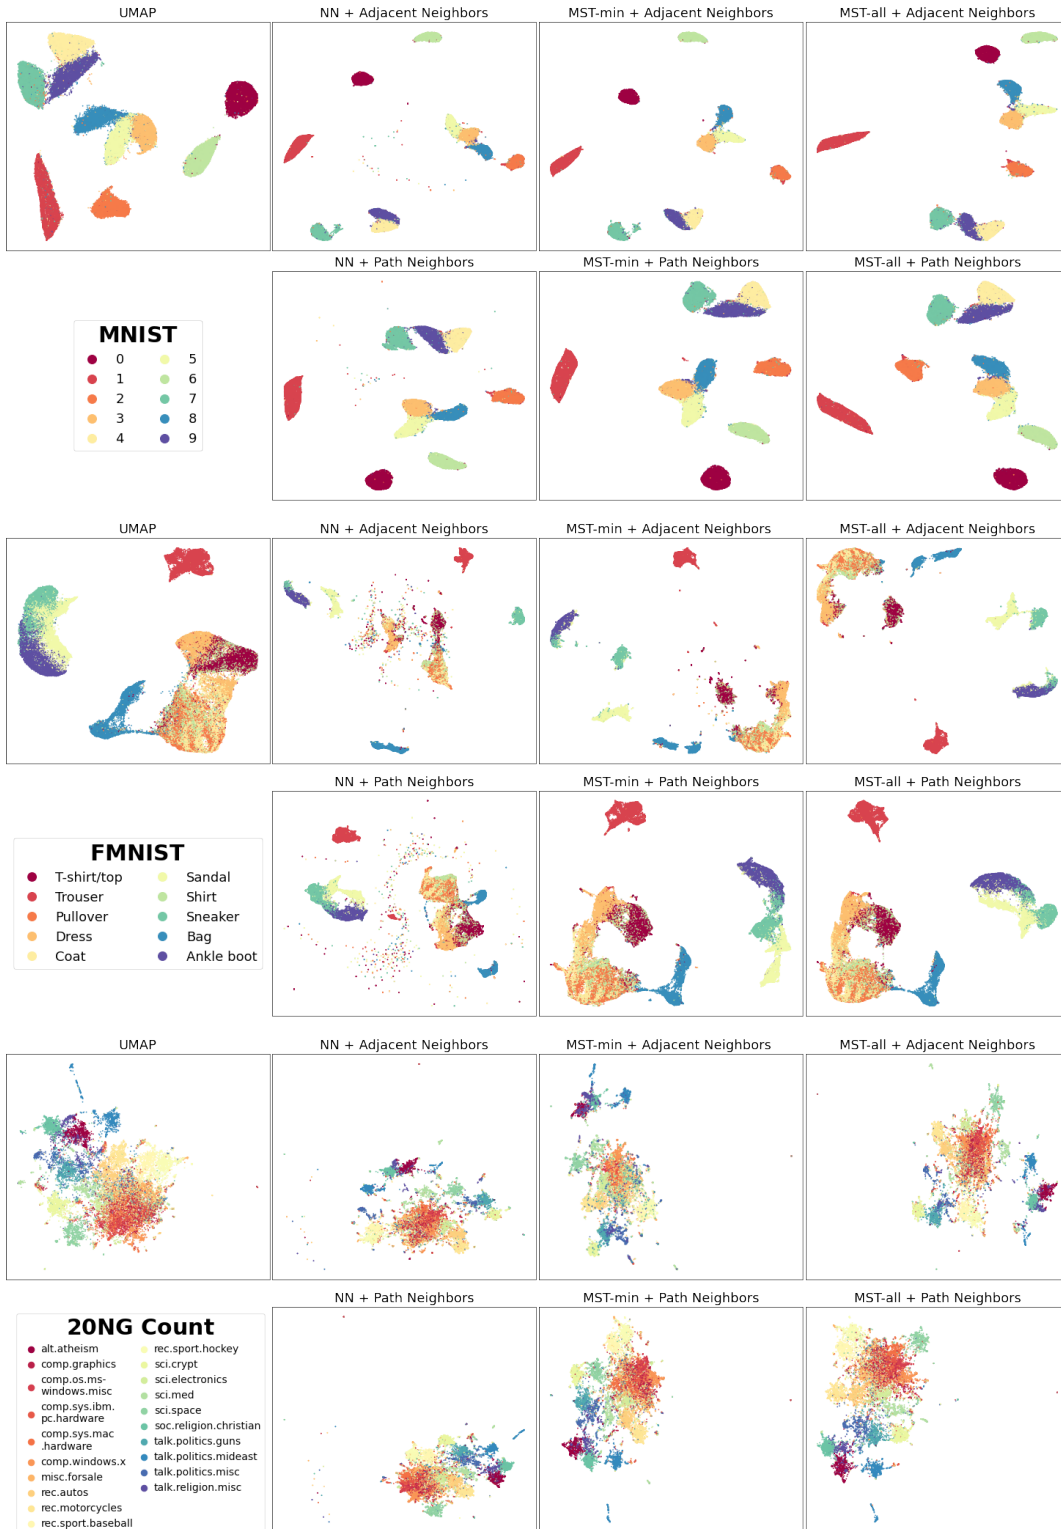 UMAP
NN + Adjacent Neighbors
MST-min + Adjacent Neighbors
MST-all + Adjacent Neighbors
NN + Path Neighbors
MST-min + Path Neighbors
MST-all + Path Neighbors
MNIST
0
1
2
3
4
5
6
7
8
9
UMAP
NN + Adjacent Neighbors
MST-min + Adjacent Neighbors
MST-all + Adjacent Neighbors
NN + Path Neighbors
MST-min + Path Neighbors
MST-all + Path Neighbors
FMNIST
T-shirt/top
Trouser
Pullover
Dress
Coat
Sandal
Shirt
Sneaker
Bag
Ankle boot
UMAP
NN + Adjacent Neighbors
MST-min + Adjacent Neighbors
MST-all + Adjacent Neighbors
NN + Path Neighbors
MST-min + Path Neighbors
MST-all + Path Neighbors
20NG Count
alt.atheism
comp.graphics
comp.os.ms-
windows.misc
comp.sys.ibm.
pc.hardware
comp.sys.mac
.hardware
comp.windows.x
misc.forsale
rec.autos
rec.motorcycles
rec.sport.baseball
rec.sport.hockey
sci.crypt
sci.electronics
sci.med
sci.space
soc.religion.christian
talk.politics.guns
talk.politics.mideast
talk.politics.misc
talk.religion.misc